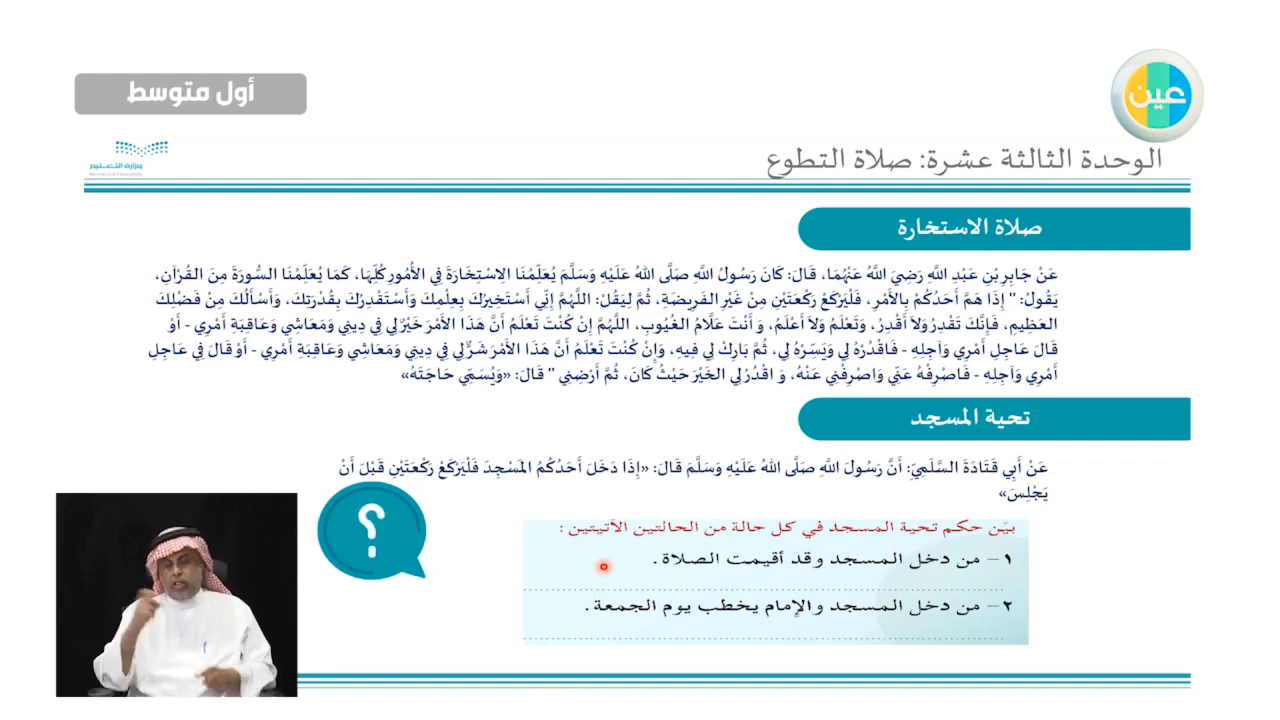 أول متوسط
عين
وزارة التعليم
Ministry of Education
الوحدة الثالثة عشرة: صلاة التطوع
صلاة الاستخارة
عَنْ جَابِرِ بْنِ عَبْدِ اللَّهِ رَضِيَ اللَّهُ عَنْهُمَا، قَالَ: كَانَ رَسُولُ اللَّهِ صَلَّى اللهُ عَلَيْهِ وَسَلَّمَ يُعَلِّمُنَا الِاسْتِخَارَةَ فِي الأُمُورِ كُلِّهَا، كَمَا يُعَلِّمُنَا السُّورَةَ مِنَ القُرْآنِ،
يَقُولُ: " إِذَا هَمَّ أَحَدُكُمْ بِالأَمْرِ، فَلْيَرْكَعْ رَكْعَتَيْنِ مِنْ غَيْرِ الفَرِيضَةِ، ثُمَّ لِيَقُلْ: اللَّهُمَّ إِنِّي أَسْتَخِيرُكَ بِعِلْمِكَ وَأَسْتَقْدِرُكَ بِقُدْرَتِكَ، وَأَسْأَلُكَ مِنْ فَضْلِكَ
العَظِيمِ، فَإِنَّكَ تَقْدِرُ وَلاَ أَقْدِرُ، وَتَعْلَمُ وَلاَ أَعْلَمُ، وَأَنْتَ عَلَّامُ الغُيُوبِ، اللَّهُمَّ إِنْ كُنْتَ تَعْلَمُ أَنَّ هَذَا الأَمْرَ خَيْرٌ لِي فِي دِينِي وَمَعَاشِي وَعَاقِبَةِ أَمْرِي - أَوْ
قَالَ عَاجِلِ أَمْرِي وَآجِلِهِ - فَاقْدُرْهُ لِي وَيَسِّرْهُ لِي، ثُمَّ بَارِكْ لِي فِيهِ، وَإِنْ كُنْتَ تَعْلَمُ أَنَّ هَذَا الأَمْرَ شَرٌّ لِي فِي دِينِي وَمَعَاشِي وَعَاقِبَةِ أَمْرِي - أَوْ قَالَ فِي عَاجِلِ
أَمْرِي وَآجِلِهِ - فَاصْرِفْهُ عَنِّي وَاصْرِفْنِي عَنْهُ، وَ اقْدُرْ لِي الخَيْرَ حَيْثُ كَانَ، ثُمَّ أَرْضِنِي " قَالَ: «وَيُسَمِّي حَاجَتَهُ»
تحية المسجد
عَنْ أَبِي قَتَادَةَ السَّلَمِيِّ: أَنَّ رَسُولَ اللَّهِ صَلَّى اللهُ عَلَيْهِ وَسَلَّمَ قَالَ: «إِذَا دَخَلَ أَحَدُكُمُ المَسْجِدَ فَلْيَرْكَعْ رَكْعَتَيْنِ قَبْلَ أَنْ
يَجْلِسَ»
؟
بيّن حكم تحية المسجد في كل حالة من الحالتين الآتيتين :
١- من دخل المسجد وقد أقيمت الصلاة .
٢- من دخل المسجد والإمام يخطب يوم الجمعة .